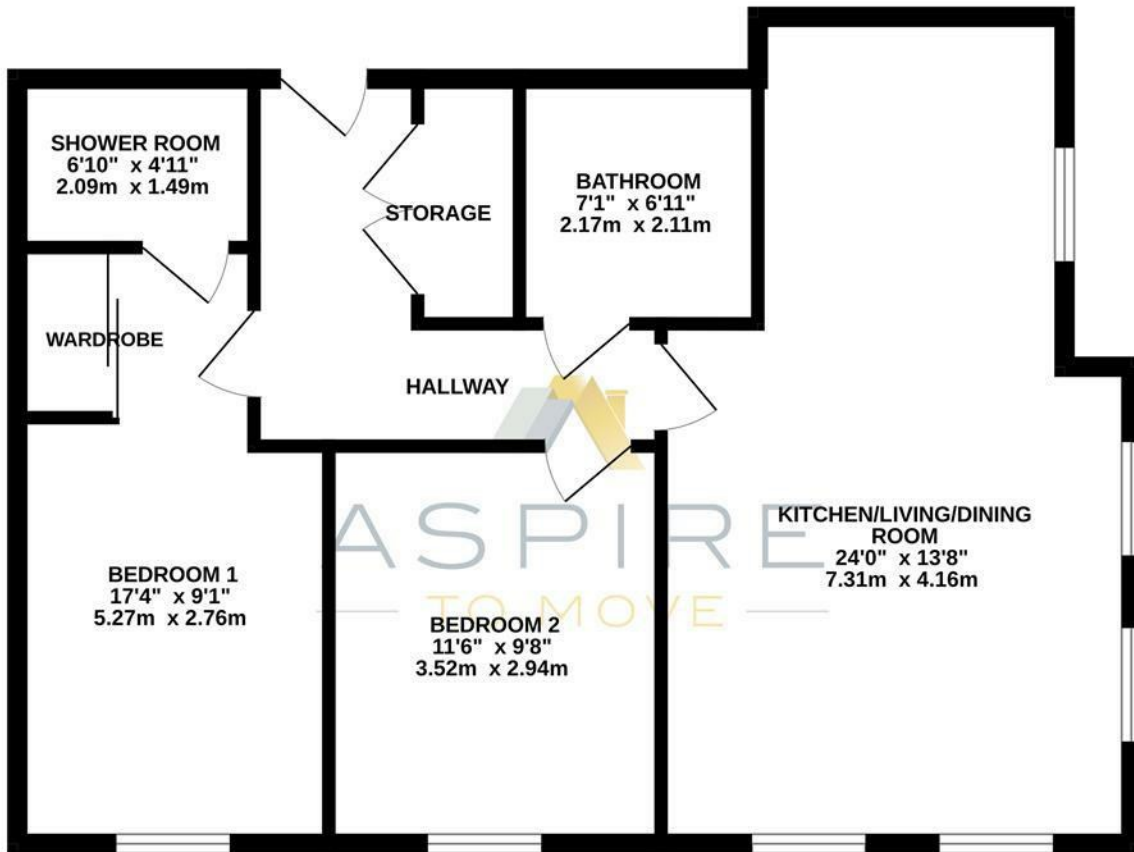 SHOWER ROOM
6'10" x 4'11"
2.09m x 1.49m
BATHROOM
7'1" x 6'11"
2.17m x 2.11m
STORAGE
WARDROBE
HALLWAY
KITCHEN/LIVING/DINING
ROOM
24'0" x 13'8"
7.31m x 4.16m
BEDROOM 1
17'4" x 9'1"
5.27m x 2.76m
BEDROOM 2
11'6" x 9'8"
3.52m x 2.94m
ASPIRE
TO MOVE